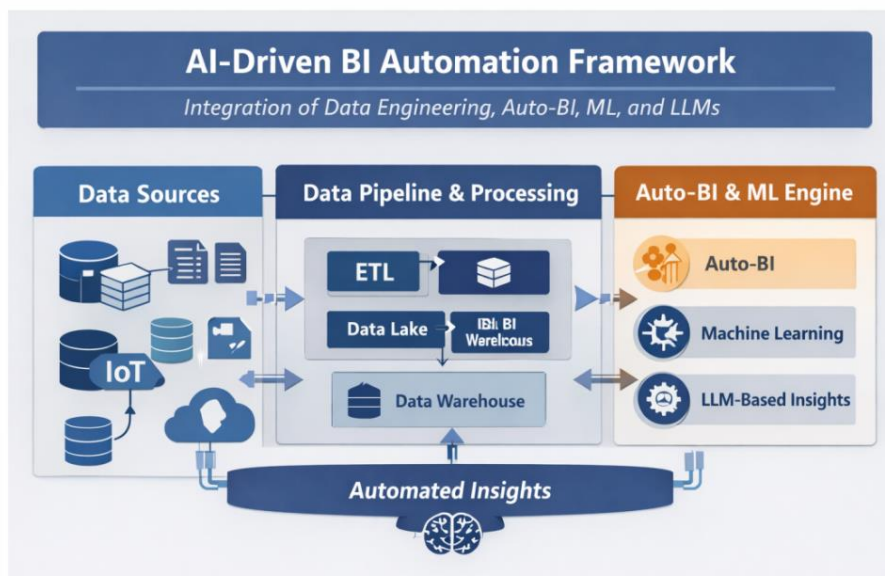 AI-Driven BI Automation Framework
Integration of Data Engineering, Auto-BI, ML, and LLMs
Data Sources
IoT
Data Pipeline & Processing
ETL
Data Lake
BI
Data Warehouse
Auto-BI & ML Engine
Auto-BI
Machine Learning
LLM-Based Insights
Automated Insights